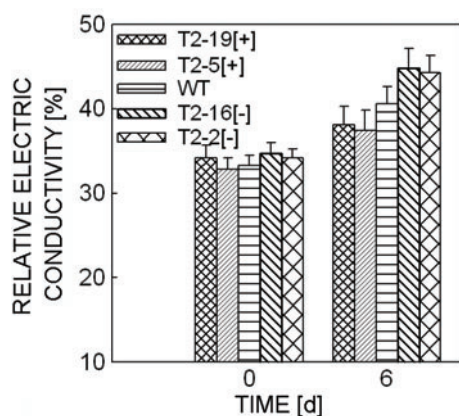 RELATIVE ELECTRIC
CONDUCTIVITY [%]
50
40
30
20
10
T2-19[+]
T2-5[+]
WT
T2-16[-]
T2-2[-]
0
6
TIME [d]